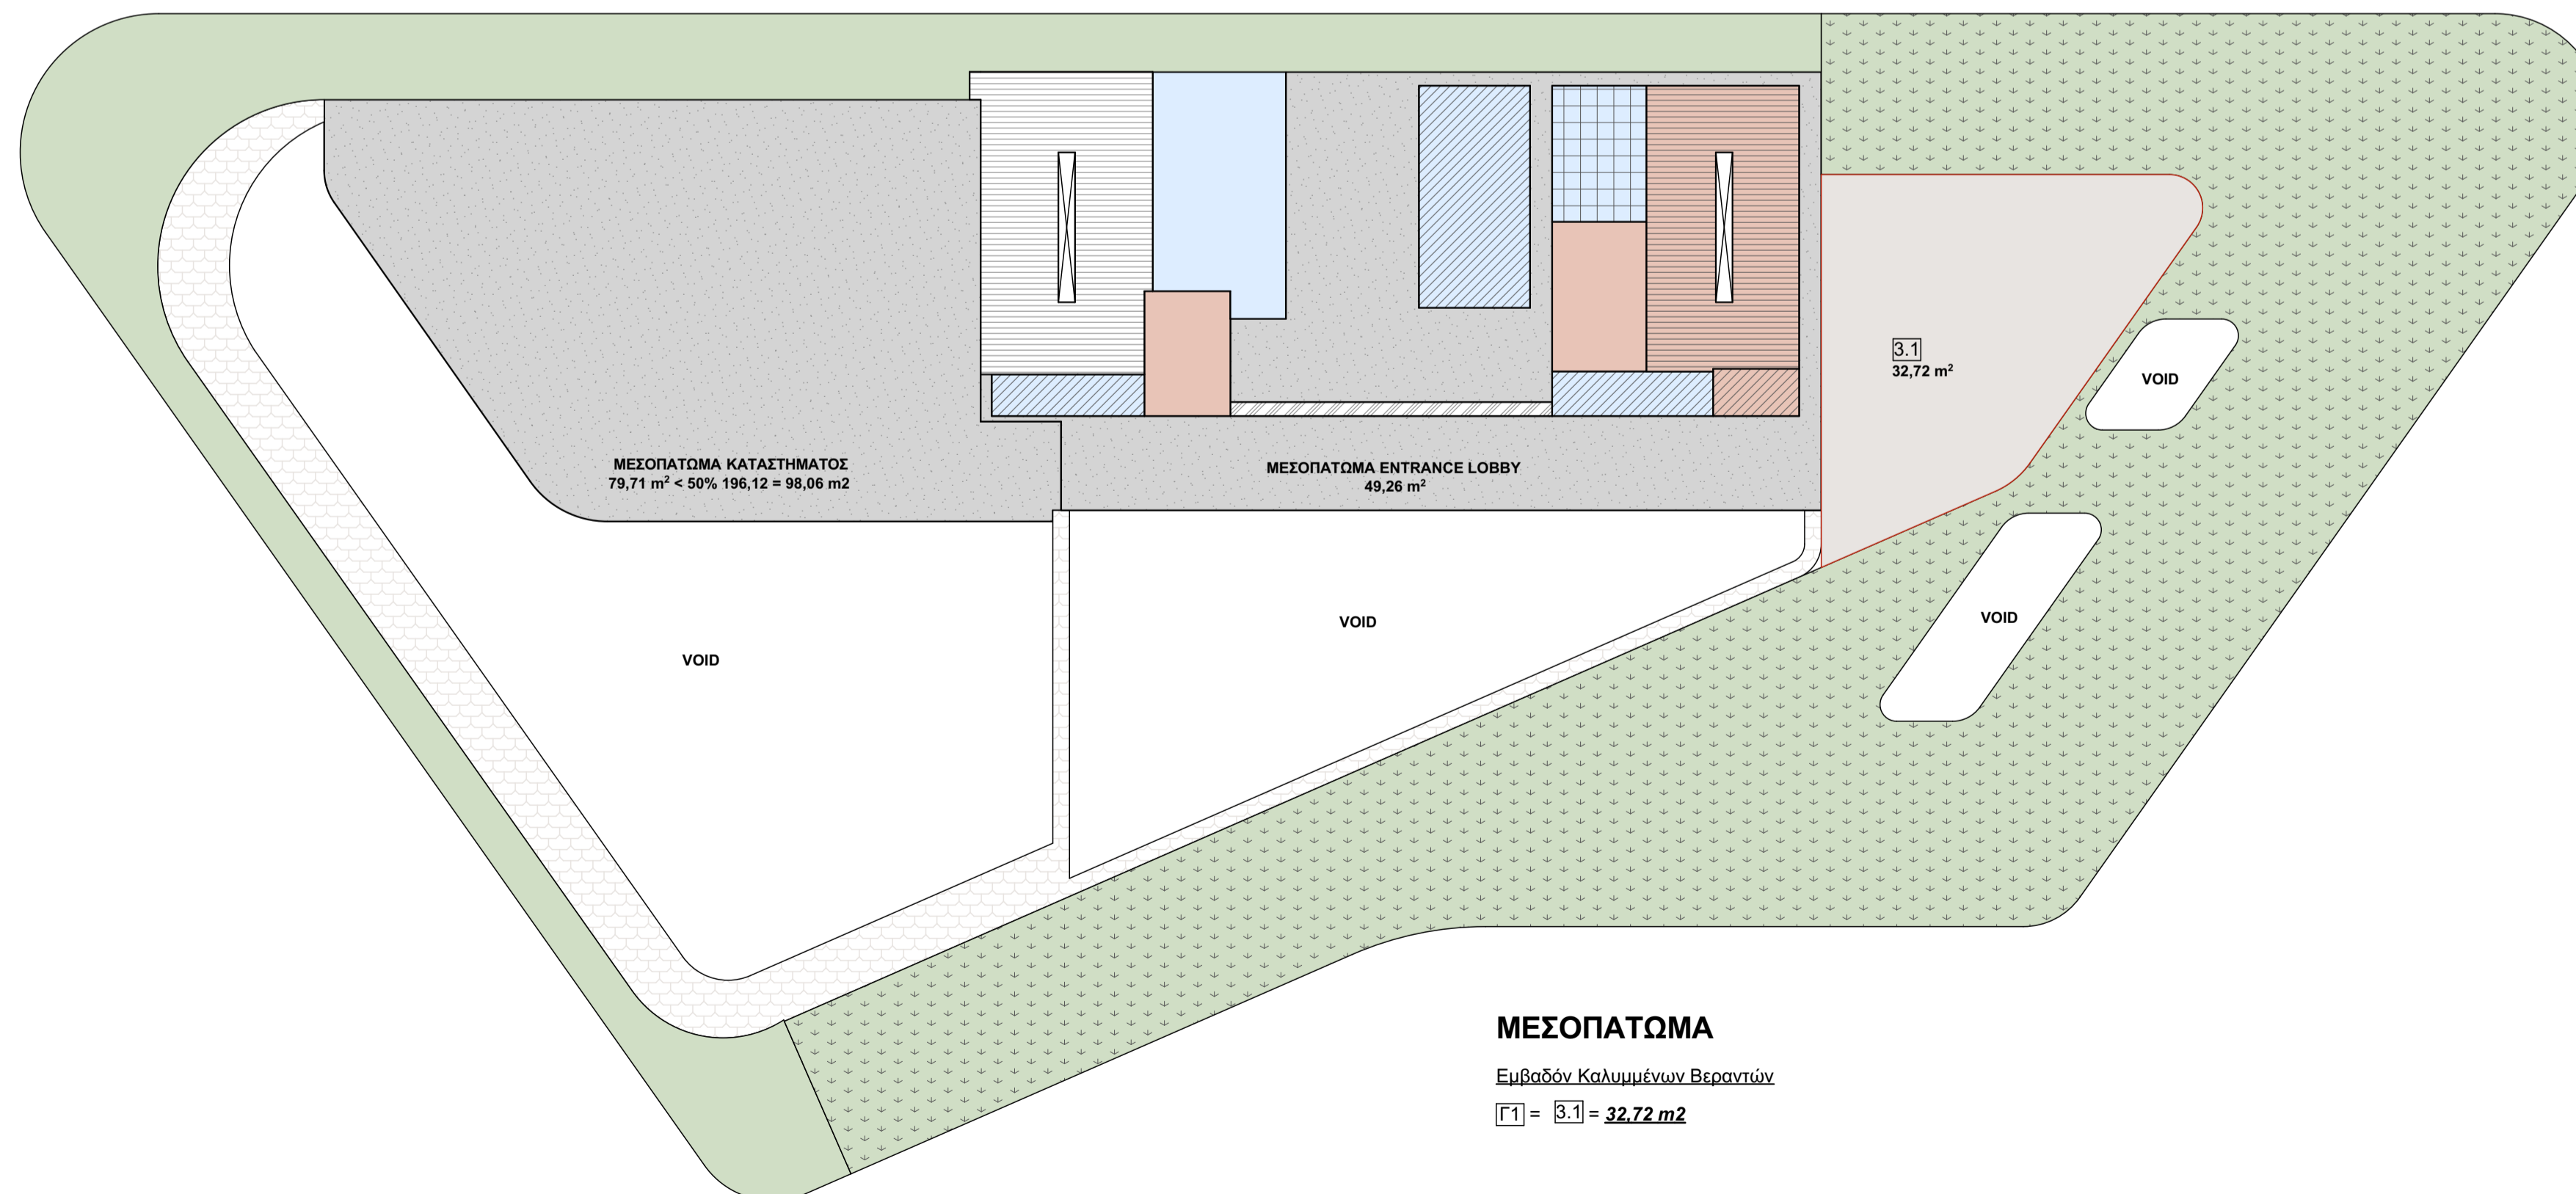 3.1
32,72 m²
VOID
ΜΕΣΟΠΑΤΩΜΑ ΚΑΤΑΣΤΗΜΑΤΟΣ
79,71 m² < 50% 196,12 = 98,06 m2
ΜΕΣΟΠΑΤΩΜΑ ENTRANCE LOBBY
49,26 m²
VOID
VOID
VOID
ΜΕΣΟΠΑΤΩΜΑ
Εμβαδόν Καλυμμένων Βεραντών
Γ1 = 3.1 = 32,72 m2